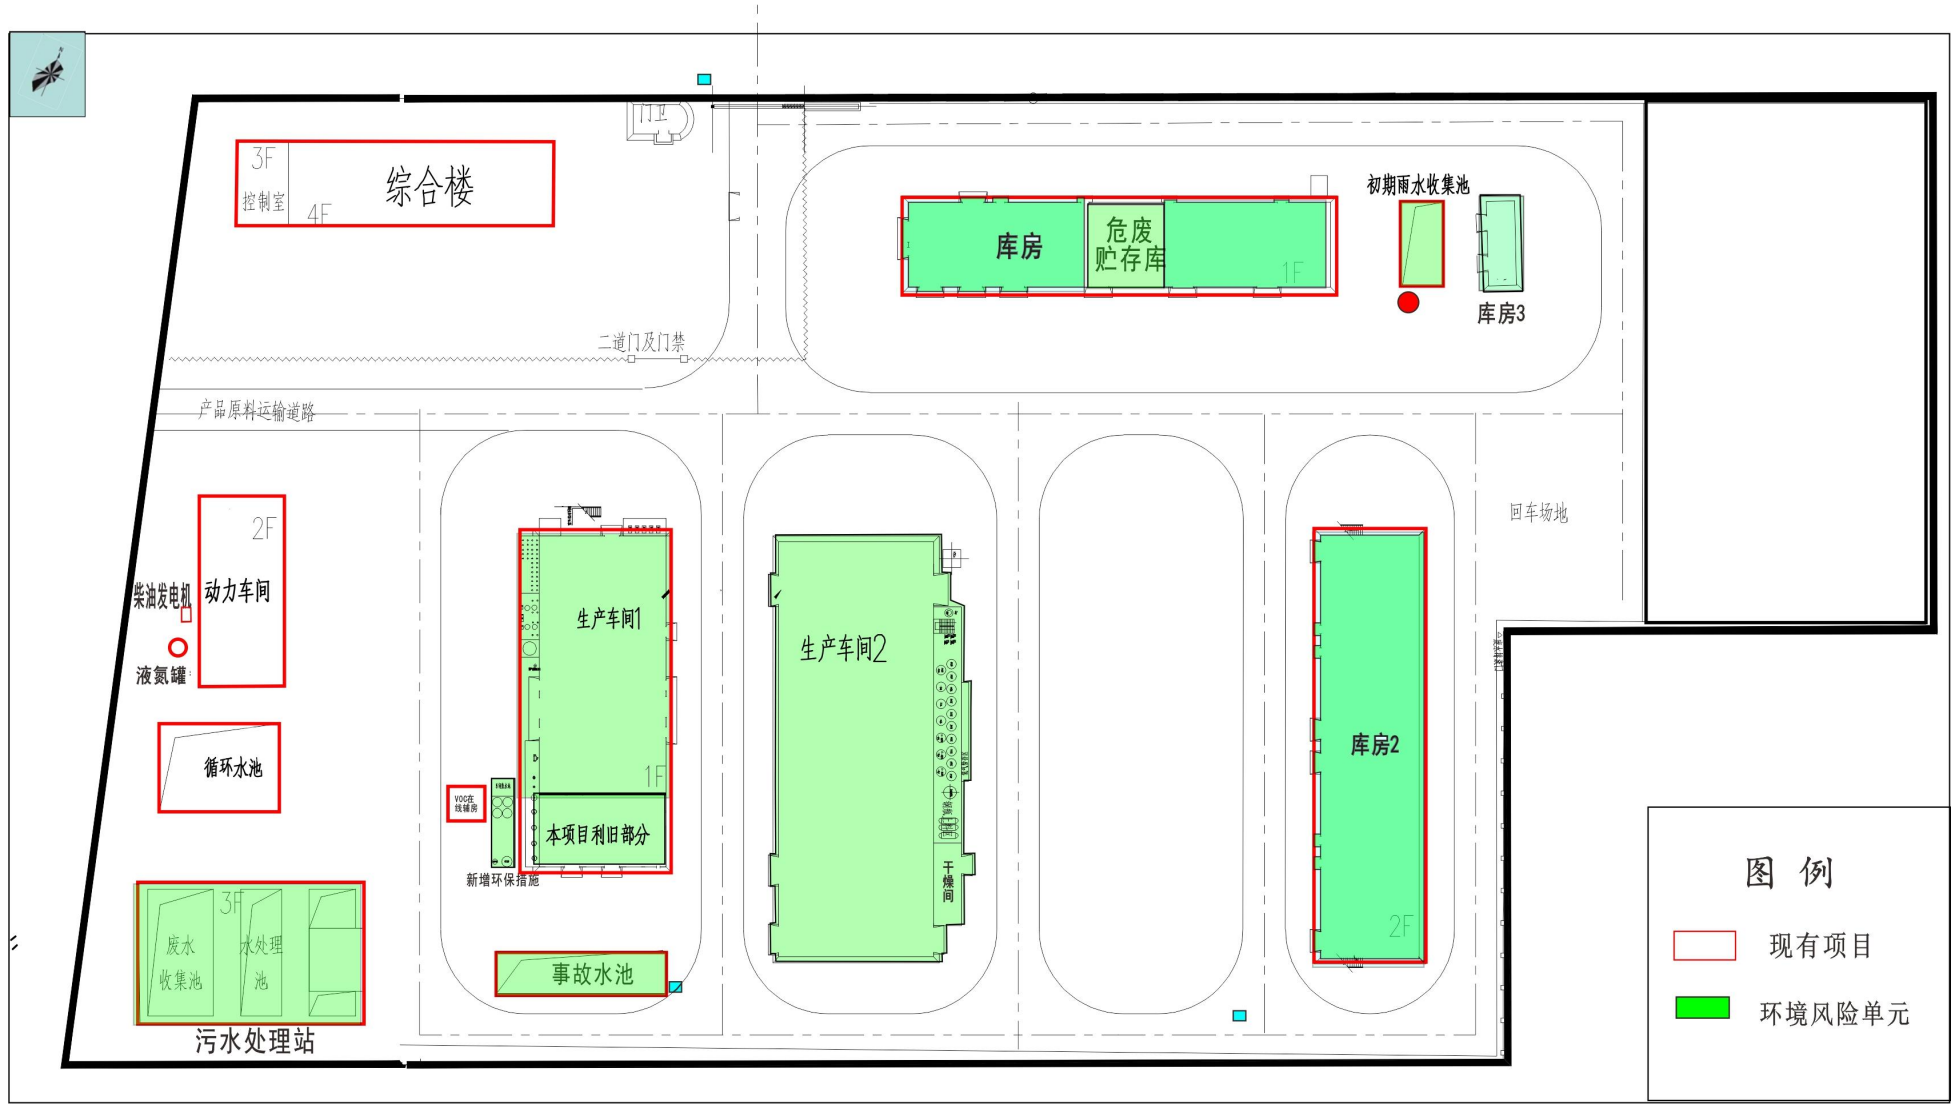 N
门卫
3F
控制室
4F
综合楼
初期雨水收集池
库房
危废
贮存库
1F
库房3
二道门及门禁
产品原料运输道路
回车场地
2F
柴油发电机
动力车间
液氮罐
生产车间1
生产车间2
库房2
循环水池
1F
VOC在
线辅房
本项目利旧部分
新增环保措施
干
燥
间
图 例
现有项目
环境风险单元
3F
废水
收集池
水处理
池
事故水池
2F
污水处理站